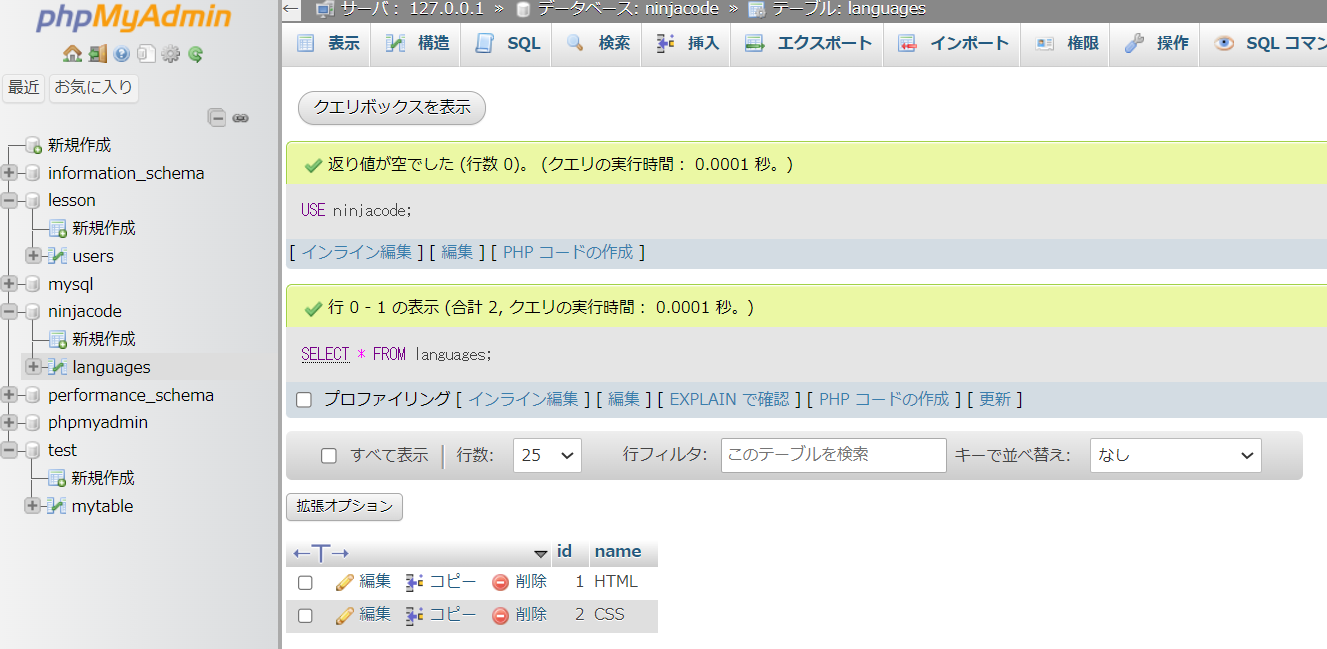 phpMyAdmin
最近 お気に入り
新規作成
information_schema
lesson
新規作成
users
mysql
ninjacode
新規作成
languages
performance_schema
phpmyadmin
test
新規作成
mytable
サーバ: 127.0.0.1 » データベース: ninjacode » テーブル: languages
表示 構造 SQL 検索 挿入 エクスポート インポート 権限 操作 SQL コマン
クエリボックスを表示
返り値が空でした (行数 0)。 (クエリの実行時間: 0.0001 秒。)
USE ninjacode;
[ インライン編集 ] [ 編集 ] [ PHP コードの作成 ]
行 0 - 1 の表示 (合計 2, クエリの実行時間: 0.0001 秒。)
SELECT * FROM languages;
プロファイリング [ インライン編集 ] [ 編集 ] [ EXPLAIN で確認 ] [ PHP コードの作成 ] [ 更新 ]
すべて表示 行数: 25 行フィルタ: このテーブルを検索 キーで並べ替え: なし
拡張オプション
←T→ id name
編集 コピー 削除 1 HTML
編集 コピー 削除 2 CSS